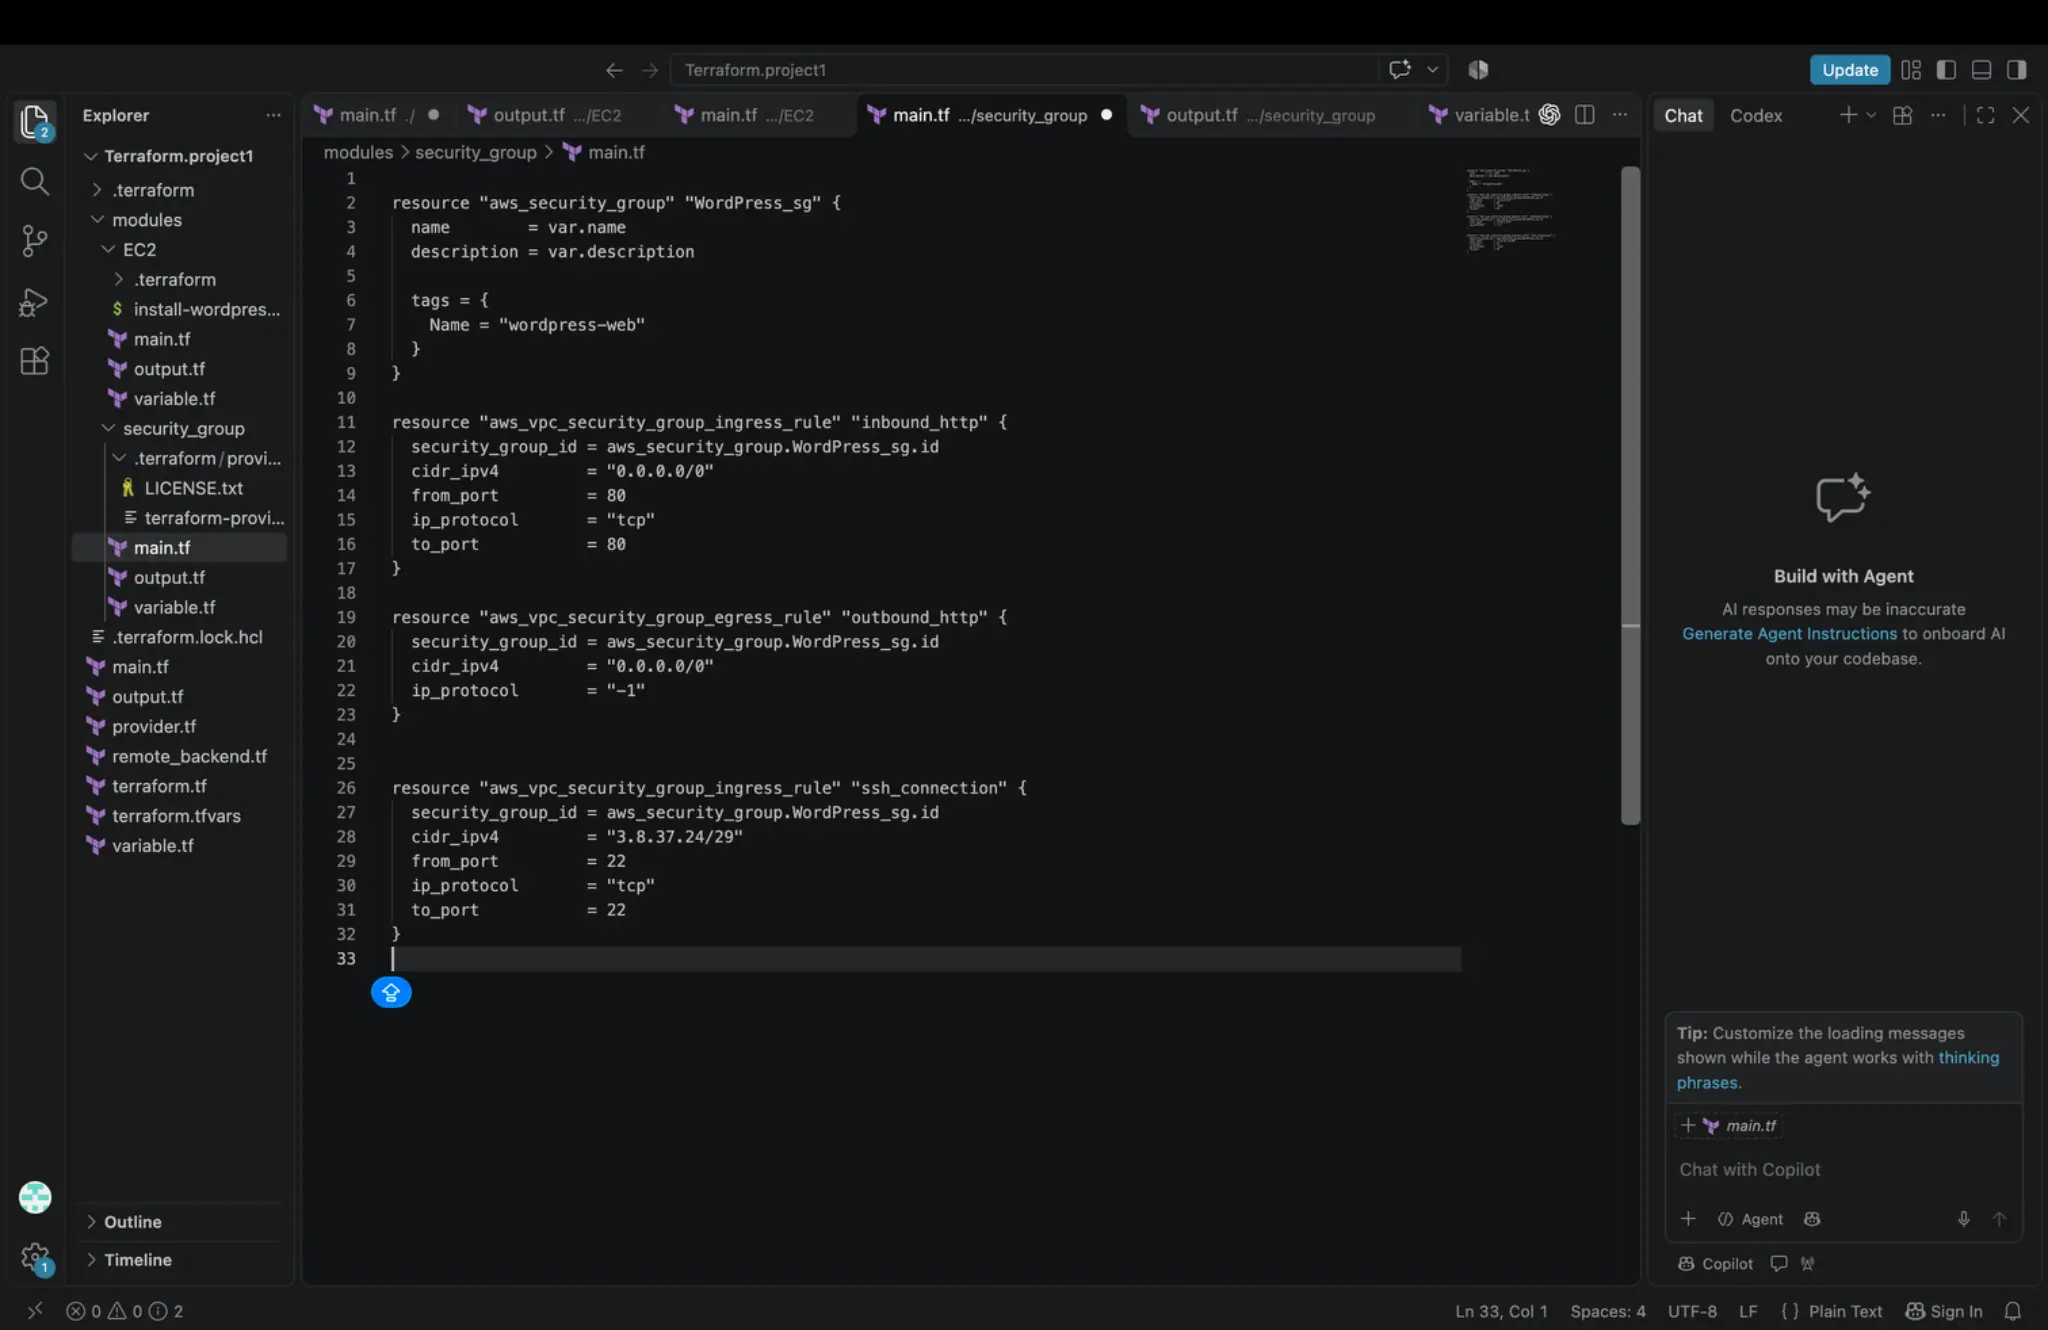 Terraform.project1
Update
Explorer
main.tf ./
output.tf .../EC2
main.tf .../EC2
main.tf .../security_group
output.tf .../security_group
variable.t
Chat
Codex
2
Terraform.project1
.terraform
modules
EC2
.terraform
install-wordpres...
main.tf
output.tf
variable.tf
security_group
.terraform/provi...
LICENSE.txt
terraform-provi...
main.tf
output.tf
variable.tf
.terraform.lock.hcl
main.tf
output.tf
provider.tf
remote_backend.tf
terraform.tf
terraform.tfvars
variable.tf
Outline
Timeline
1
modules > security_group > main.tf
1
2 resource "aws_security_group" "WordPress_sg" {
3 name = var.name
4 description = var.description
5
6 tags = {
7 Name = "wordpress-web"
8 }
9 }
10
11 resource "aws_vpc_security_group_ingress_rule" "inbound_http" {
12 security_group_id = aws_security_group.WordPress_sg.id
13 cidr_ipv4 = "0.0.0.0/0"
14 from_port = 80
15 ip_protocol = "tcp"
16 to_port = 80
17 }
18
19 resource "aws_vpc_security_group_egress_rule" "outbound_http" {
20 security_group_id = aws_security_group.WordPress_sg.id
21 cidr_ipv4 = "0.0.0.0/0"
22 ip_protocol = "-1"
23 }
24
25
26 resource "aws_vpc_security_group_ingress_rule" "ssh_connection" {
27 security_group_id = aws_security_group.WordPress_sg.id
28 cidr_ipv4 = "3.8.37.24/29"
29 from_port = 22
30 ip_protocol = "tcp"
31 to_port = 22
32 }
33
Build with Agent
AI responses may be inaccurate
Generate Agent Instructions to onboard AI
onto your codebase.
Tip: Customize the loading messages
shown while the agent works with thinking
phrases.
main.tf
Chat with Copilot
Agent
Copilot
0 0 2
Ln 33, Col 1
Spaces: 4
UTF-8
LF
{ } Plain Text
Sign In